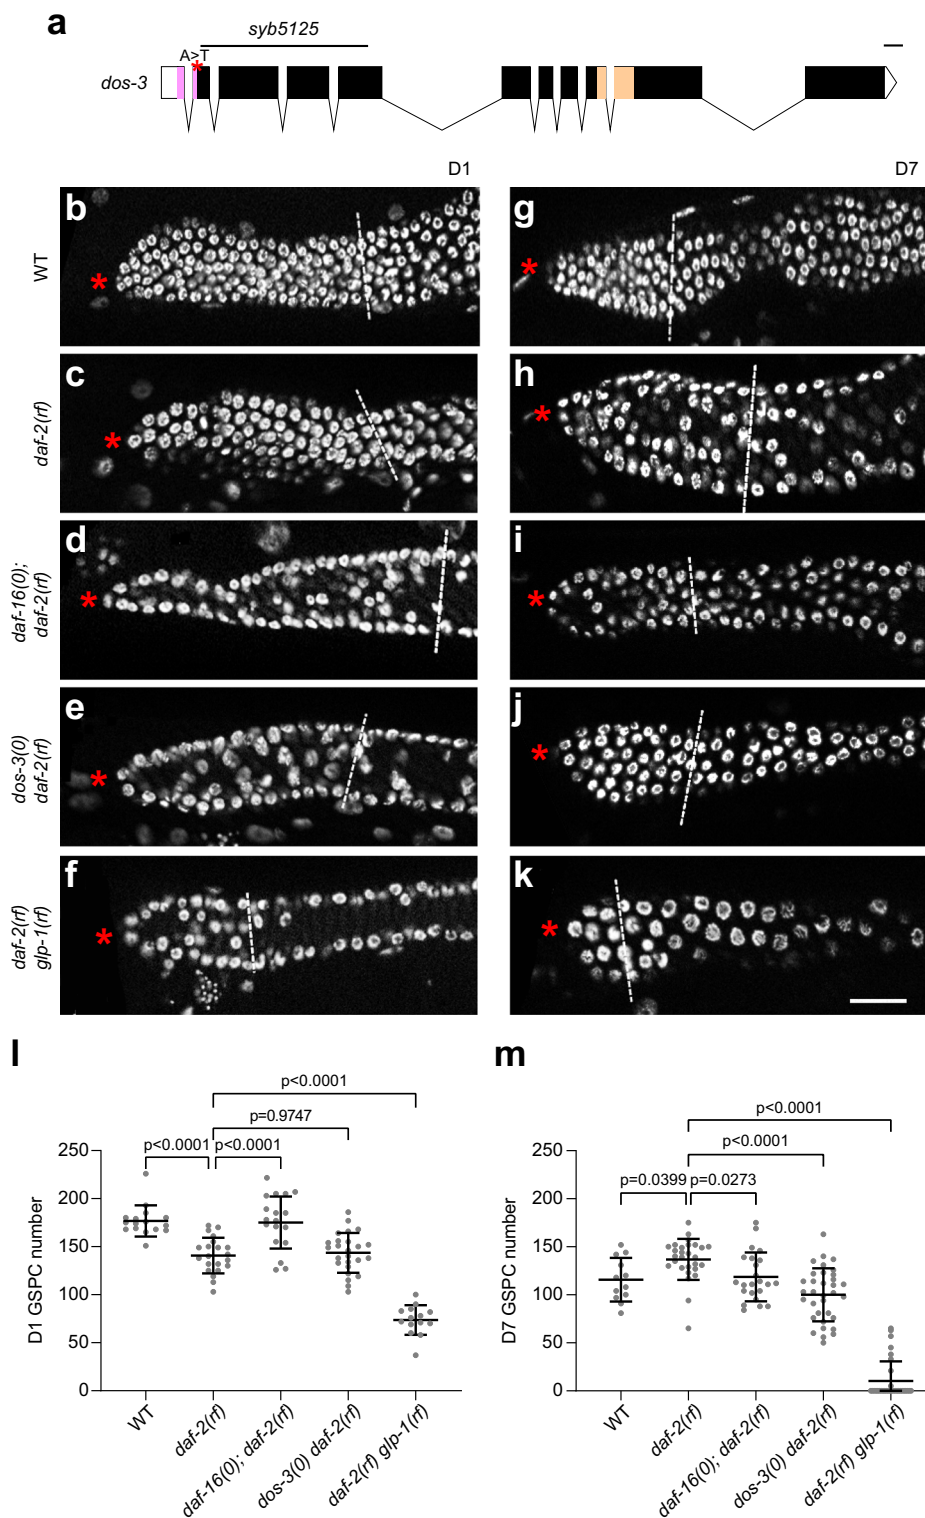 a
syb5125
A>T
*
dos-3
D1
D7
b
g
WT
*
*
c
h
daf-2(rf)
*
*
d
i
daf-16(0);
daf-2(rf)
*
*
e
j
dos-3(0)
daf-2(rf)
*
*
f
k
daf-2(rf)
glp-1(rf)
*
*
l
p<0.0001
p=0.9747
p<0.0001
p<0.0001
D1 GSPC number
250
200
150
100
50
0
WT
daf-2(rf)
daf-16(0); daf-2(rf)
dos-3(0) daf-2(rf)
daf-2(rf) glp-1(rf)
m
p<0.0001
p<0.0001
p=0.0399
p=0.0273
D7 GSPC number
250
200
150
100
50
0
WT
daf-2(rf)
daf-16(0); daf-2(rf)
dos-3(0) daf-2(rf)
daf-2(rf) glp-1(rf)